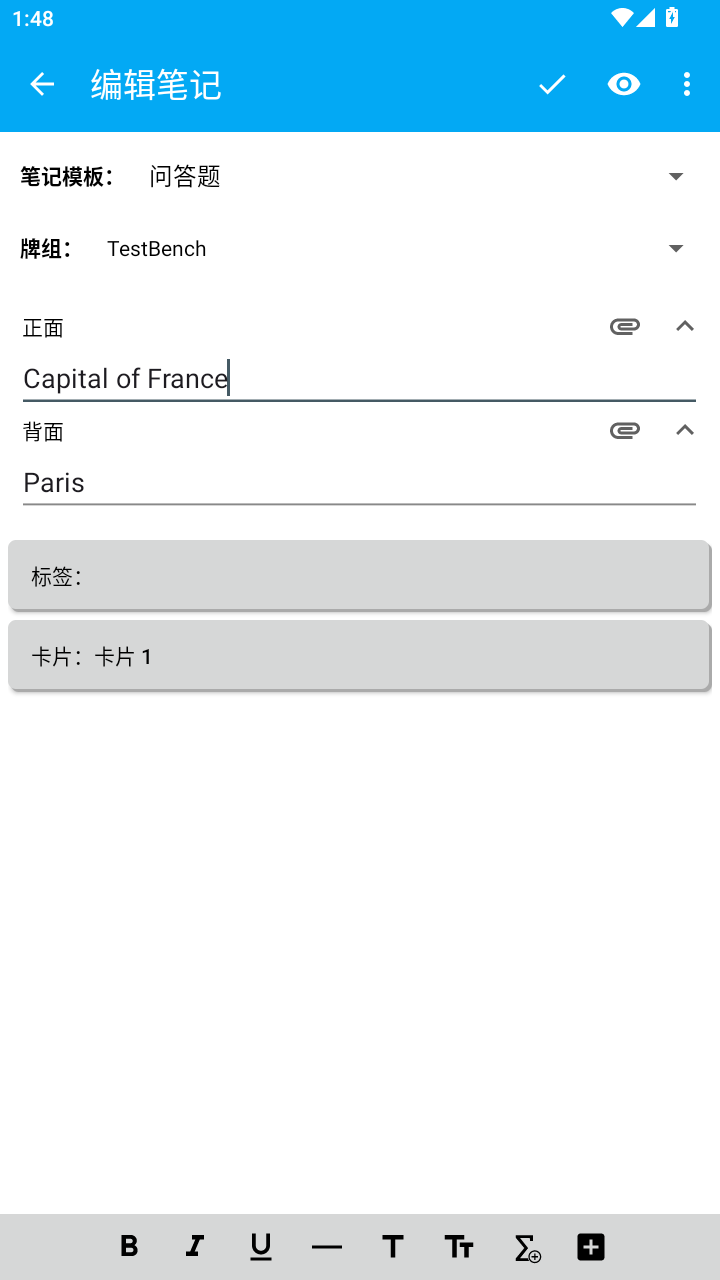 1:48
编辑笔记
笔记模板： 问答题
牌组： TestBench
正面
Capital of France
背面
Paris
标签：
卡片：卡片 1
B I U T Tт